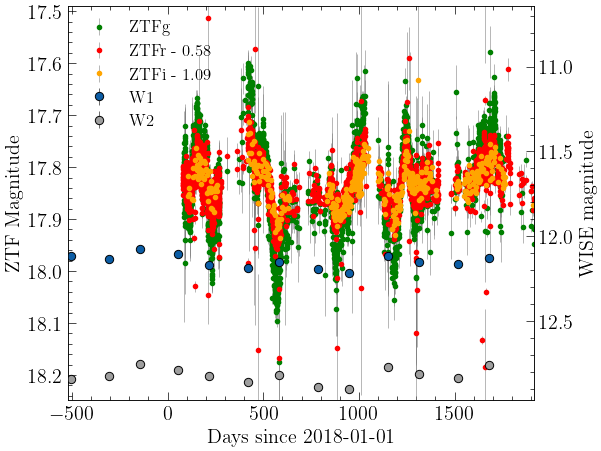 17.5
17.6
17.7
17.8
17.9
18.0
18.1
18.2
ZTF Magnitude
ZTFg
ZTFr - 0.58
ZTFi - 1.09
W1
W2
11.0
11.5
12.0
12.5
WISE magnitude
−500 0 500 1000 1500
Days since 2018-01-01